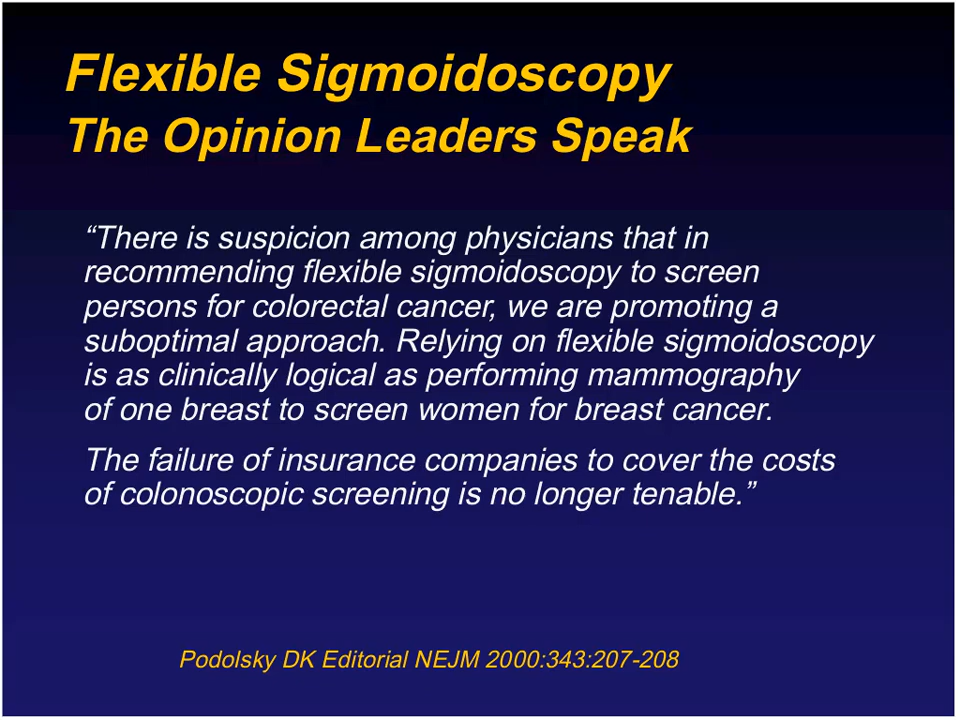 Flexible Sigmoidoscopy
The Opinion Leaders Speak
“There is suspicion among physicians that in
recommending flexible sigmoidoscopy to screen
persons for colorectal cancer, we are promoting a
suboptimal approach. Relying on flexible sigmoidoscopy
is as clinically logical as performing mammography
of one breast to screen women for breast cancer.
The failure of insurance companies to cover the costs
of colonoscopic screening is no longer tenable.”
Podolsky DK Editorial NEJM 2000:343:207-208